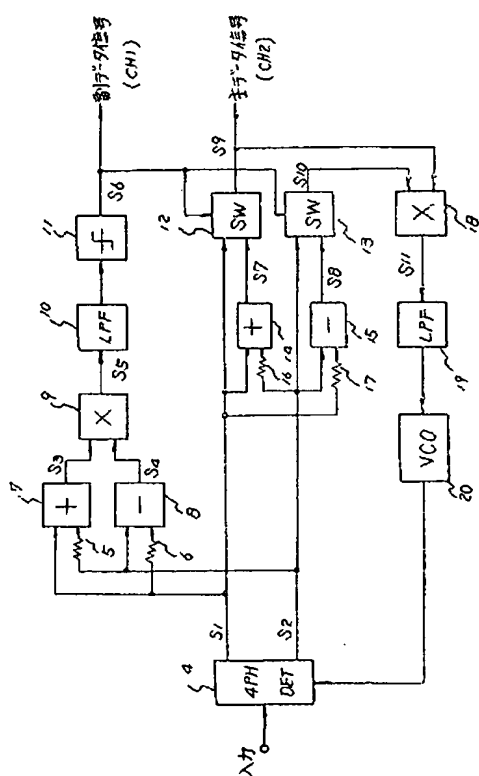 副データ信号
(CH1)
主データ信号
(CH2)
S6
S9
11
12
SW
S10
SW
13
X
18
10
LPF
S7
S8
S11
S5
+
14
16
-
15
17
LPF
19
9
X
S3
S4
7
+
5
-
8
6
VCO
20
S1
S2
4
4PH
DET
入力